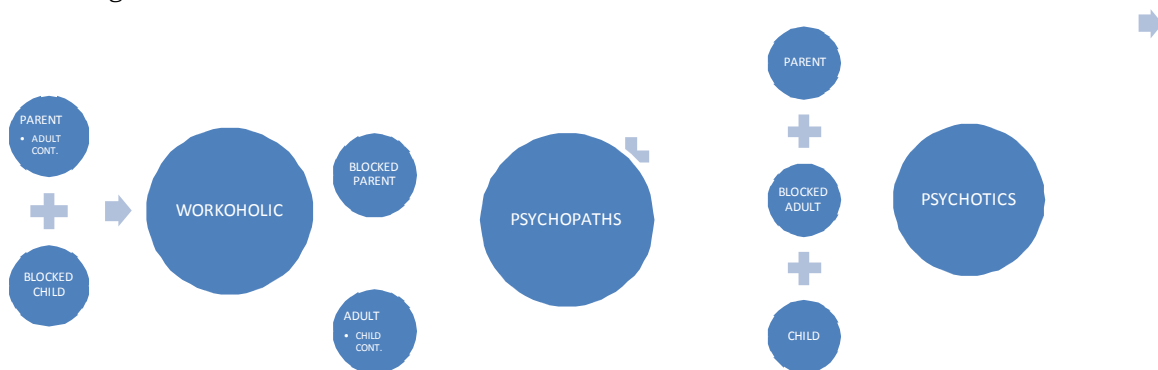 PARENT
• ADULT
CONT.
BLOCKED
CHILD
WORKOHOLIC
BLOCKED
PARENT
ADULT
• CHILD
CONT.
PSYCHOPATHS
PARENT
BLOCKED
ADULT
CHILD
PSYCHOTICS